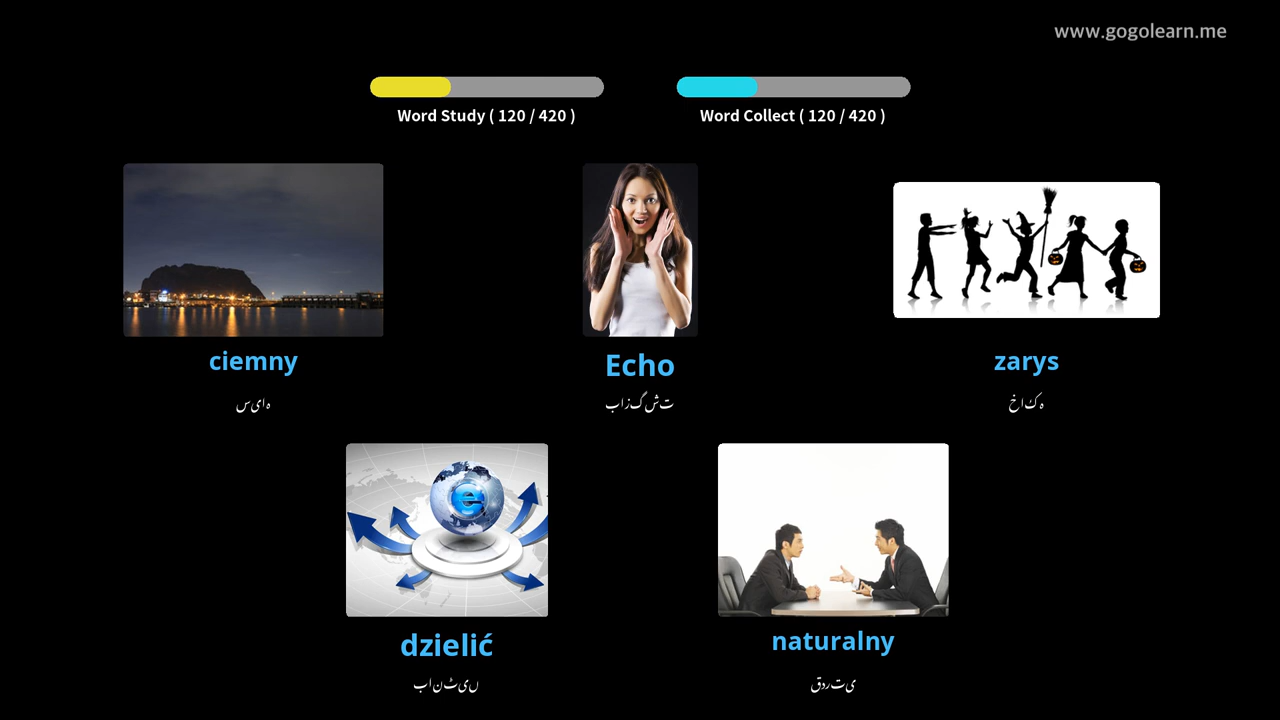 www.gogolearn.me
Word Study ( 120 / 420 )
Word Collect ( 120 / 420 )
ciemny
سیاہ
Echo
بازگشت
zarys
خاکہ
dzielić
بانٹیں
naturalny
قدرتی